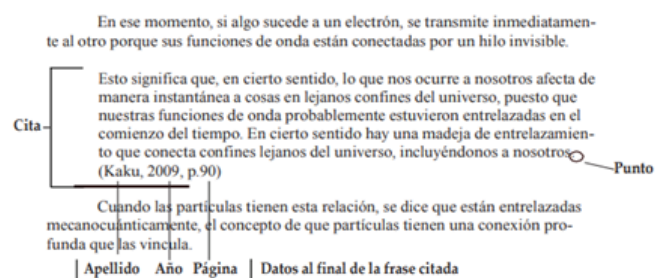 En ese momento, si algo sucede a un electrón, se transmite inmediatamen-
te al otro porque sus funciones de onda están conectadas por un hilo invisible.
Esto significa que, en cierto sentido, lo que nos ocurre a nosotros afecta de
manera instantánea a cosas en lejanos confines del universo, puesto que
nuestras funciones de onda probablemente estuvieron entrelazadas en el
Cita
comienzo del tiempo. En cierto sentido hay una madeja de entrelazamien-
to que conecta confines lejanos del universo, incluyéndonos a nosotros.
(Kaku, 2009, p.90)
Punto
Cuando las partículas tienen esta relación, se dice que están entrelazadas
mecanocuánticamente, el concepto de que partículas tienen una conexión pro-
funda que las vincula.
Apellido Año Página Datos al final de la frase citada